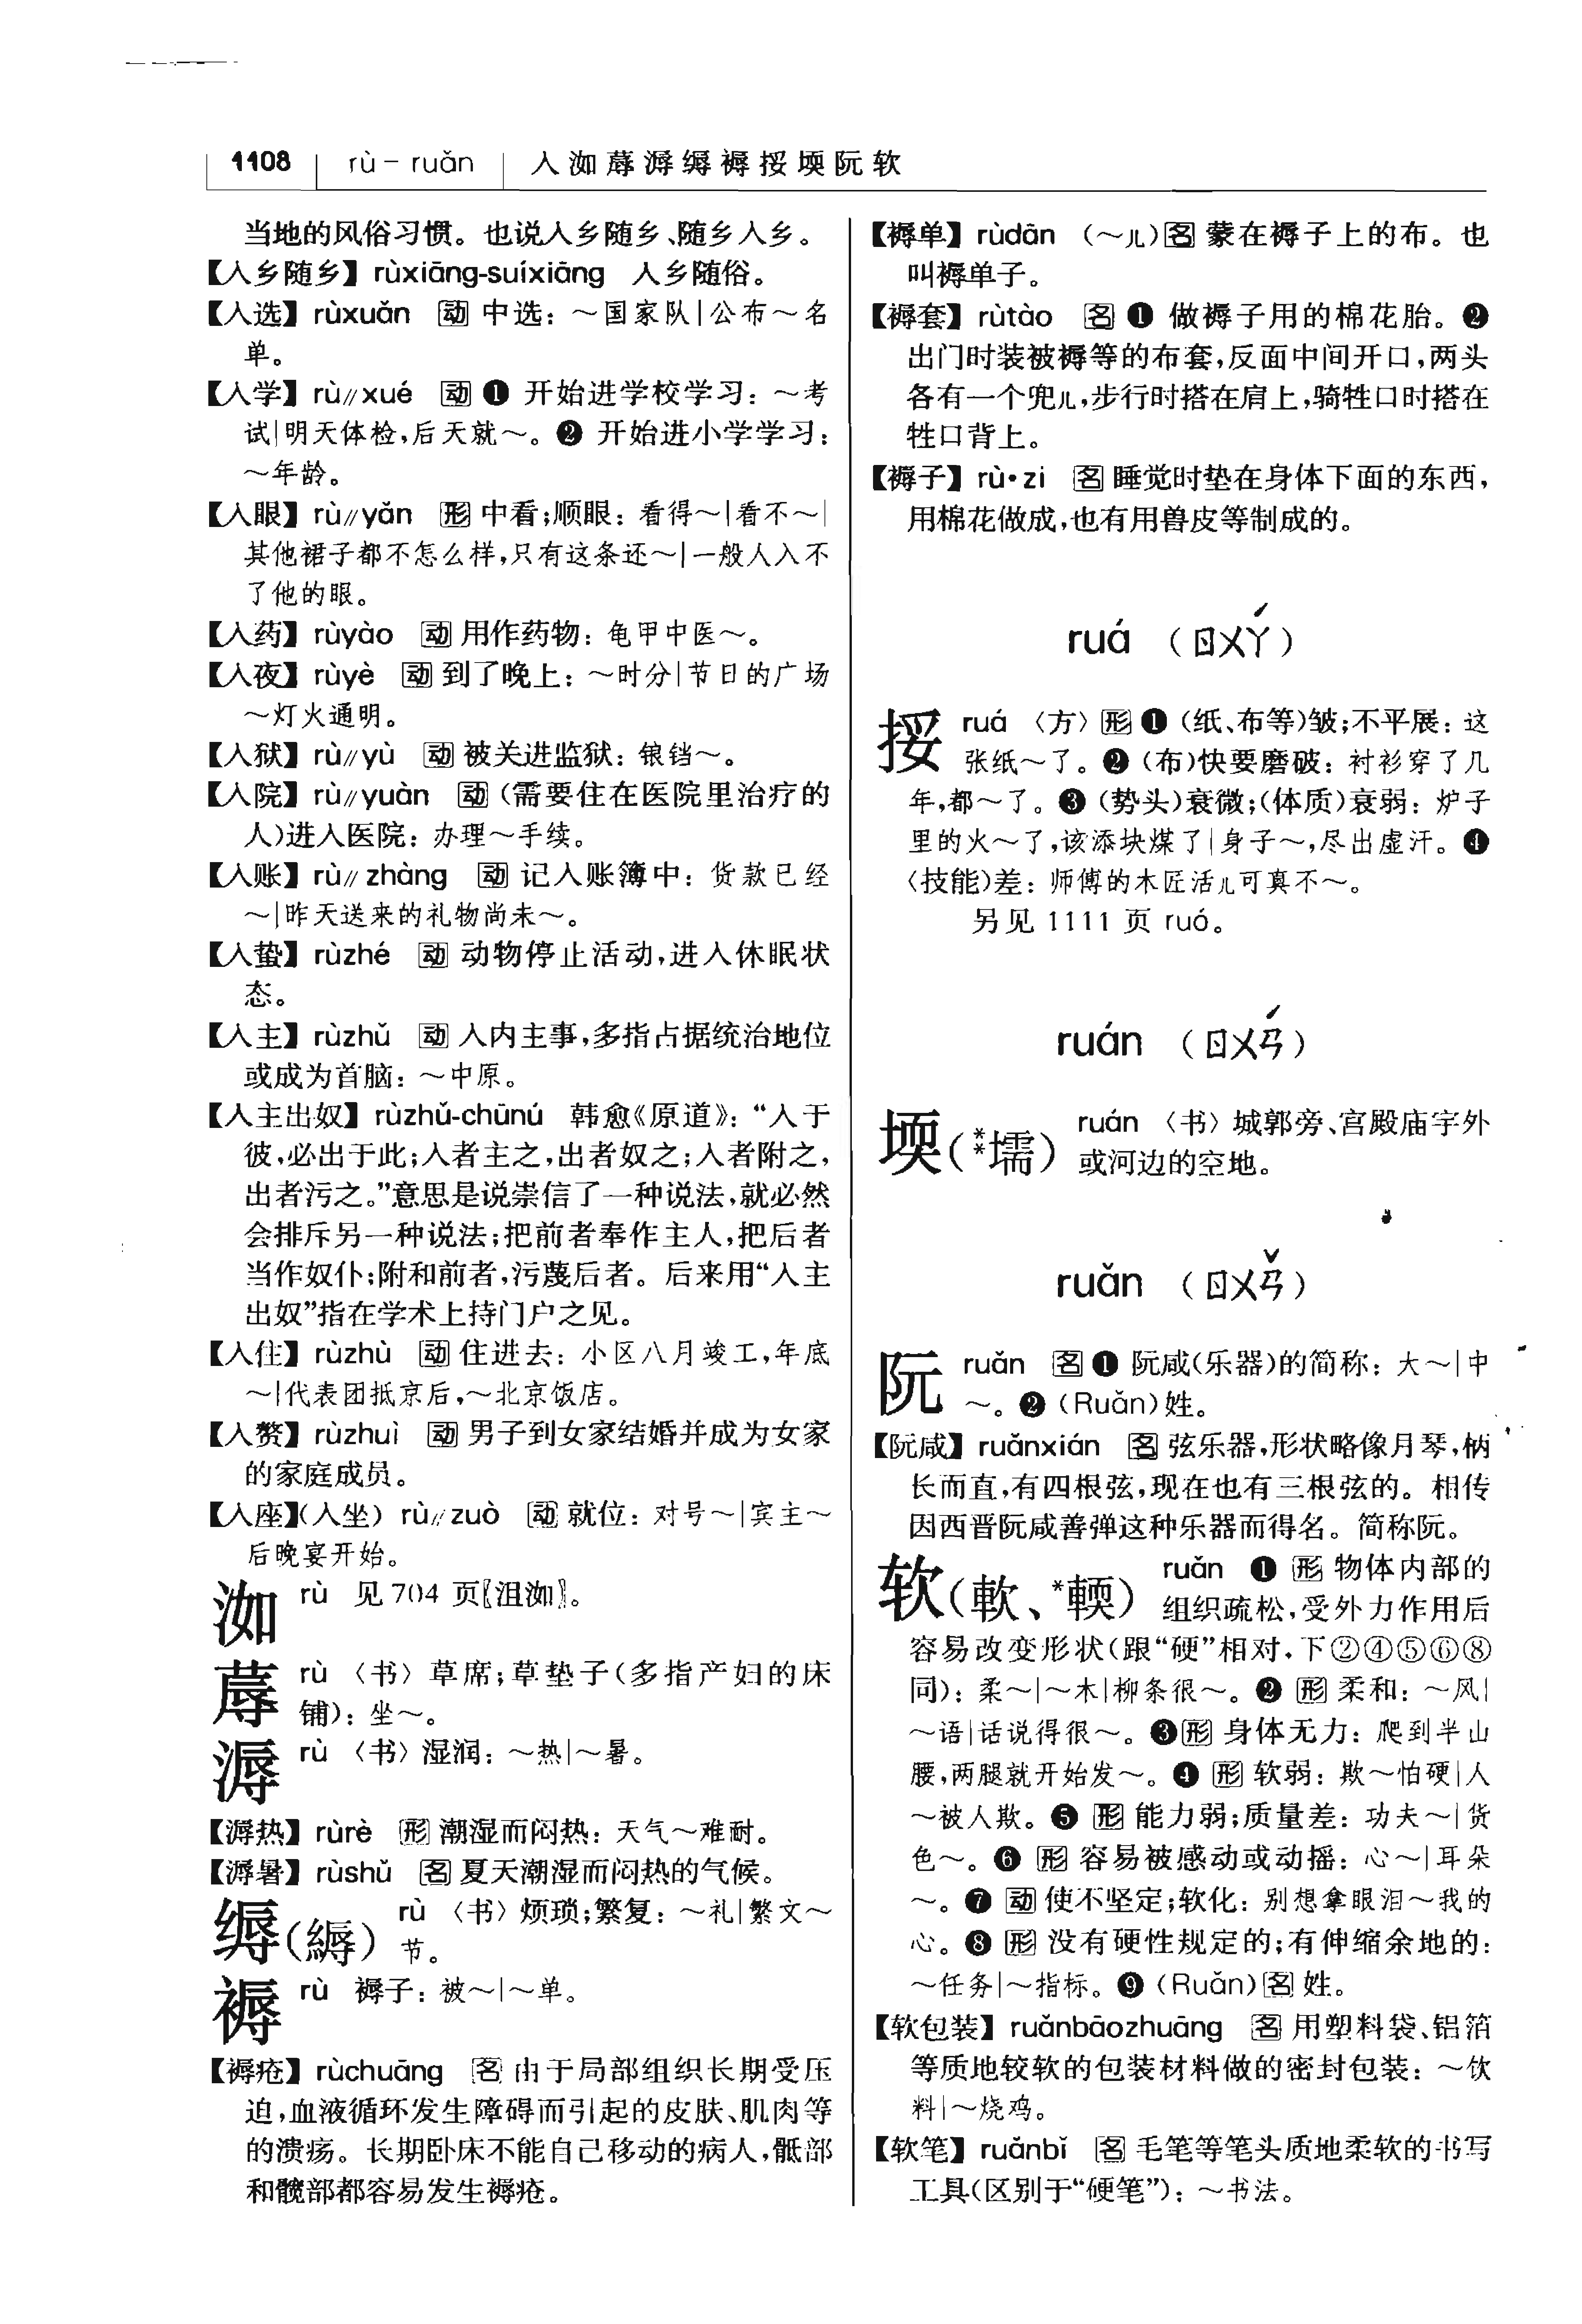 1108 rù – ruǎn 入洳蓐溽缛褥挼堧阮软
当地的风俗习惯。也说入乡随乡、随乡入乡。
【入乡随乡】 rùxiāng-suíxiāng 入乡随俗。
【入选】 rùxuǎn 动 中选：～国家队|公布～名
单。
【入学】 rù//xué 动 ❶ 开始进学校学习：～考
试|明天体检,后天就～。❷ 开始进小学学习：
～年龄。
【入眼】 rù//yǎn 形 中看;顺眼：看得～|看不～|
其他裙子都不怎么样,只有这条还～|一般人入不
了他的眼。
【入药】 rùyào 动 用作药物：龟甲中医～。
【入夜】 rùyè 动 到了晚上：～时分|节日的广场
～灯火通明。
【入狱】 rù//yù 动 被关进监狱：锒铛～。
【入院】 rù//yuàn 动 (需要住在医院里治疗的
人)进入医院：办理～手续。
【入账】 rù//zhàng 动 记入账簿中：货款已经
～|昨天送来的礼物尚未～。
【入蛰】 rùzhé 动 动物停止活动,进入休眠状
态。
【入主】 rùzhǔ 动 入内主事,多指占据统治地位
或成为首脑：～中原。
【入主出奴】 rùzhǔ-chūnú 韩愈《原道》：“入于
彼,必出于此;入者主之,出者奴之;入者附之,
出者污之。”意思是说崇信了一种说法,就必然
会排斥另一种说法;把前者奉作主人,把后者
当作奴仆;附和前者,污蔑后者。后来用“入主
出奴”指在学术上持门户之见。
【入住】 rùzhù 动 住进去：小区八月竣工,年底
～|代表团抵京后,～北京饭店。
【入赘】 rùzhuì 动 男子到女家结婚并成为女家
的家庭成员。
【入座】(入坐) rù//zuò 动 就位：对号～|宾主～
后晚宴开始。
洳 rù 见 704 页〖沮洳〗。
蓐 rù 〈书〉草席;草垫子(多指产妇的床
铺)：坐～。
溽 rù 〈书〉湿润：～热|～暑。
【溽热】 rùrè 形 潮湿而闷热：天气～难耐。
【溽暑】 rùshǔ 名 夏天潮湿而闷热的气候。
缛(縟) rù 〈书〉烦琐;繁复：～礼|繁文～
节。
褥 rù 褥子：被～|～单。
【褥疮】 rùchuāng 名 由于局部组织长期受压
迫,血液循环发生障碍而引起的皮肤、肌肉等
的溃疡。长期卧床不能自己移动的病人,骶部
和髋部都容易发生褥疮。
【褥单】 rùdān (～儿)名 蒙在褥子上的布。也
叫褥单子。
【褥套】 rùtào 名 ❶ 做褥子用的棉花胎。❷
出门时装被褥等的布套,反面中间开口,两头
各有一个兜儿,步行时搭在肩上,骑牲口时搭在
牲口背上。
【褥子】 rù·zi 名 睡觉时垫在身体下面的东西,
用棉花做成,也有用兽皮等制成的。
ruá (ㄖㄨㄚˊ)
挼 ruá 〈方〉形 ❶ (纸、布等)皱;不平展：这
张纸～了。❷ (布)快要磨破：衬衫穿了几
年,都～了。❸ (势头)衰微;(体质)衰弱：炉子
里的火～了,该添块煤了|身子～,尽出虚汗。❹
〈技能)差：师傅的木匠活儿可真不～。
另见 1111 页 ruó。
ruán (ㄖㄨㄢˊ)
堧(**壖) ruán 〈书〉城郭旁、宫殿庙宇外
或河边的空地。
ruǎn (ㄖㄨㄢˇ)
阮 ruǎn 名 ❶ 阮咸(乐器)的简称：大～|中
～。❷ (Ruǎn)姓。
【阮咸】 ruǎnxián 名 弦乐器,形状略像月琴,柄
长而直,有四根弦,现在也有三根弦的。相传
因西晋阮咸善弹这种乐器而得名。简称阮。
软(軟、*輭) ruǎn ❶ 形 物体内部的
组织疏松,受外力作用后
容易改变形状(跟“硬”相对,下②④⑤⑥⑧
同)：柔～|～木|柳条很～。❷ 形 柔和：～风|
～语|话说得很～。❸形 身体无力：爬到半山
腰,两腿就开始发～。❹ 形 软弱：欺～怕硬|人
～被人欺。❺ 形 能力弱;质量差：功夫～|货
色～。❻ 形 容易被感动或动摇：心～|耳朵
～。❼ 动 使不坚定;软化：别想拿眼泪～我的
心。❽ 形 没有硬性规定的;有伸缩余地的：
～任务|～指标。❾ (Ruǎn)名 姓。
【软包装】 ruǎnbāozhuāng 名 用塑料袋、铝箔
等质地较软的包装材料做的密封包装：～饮
料|～烧鸡。
【软笔】 ruǎnbǐ 名 毛笔等笔头质地柔软的书写
工具(区别于“硬笔”)：～书法。